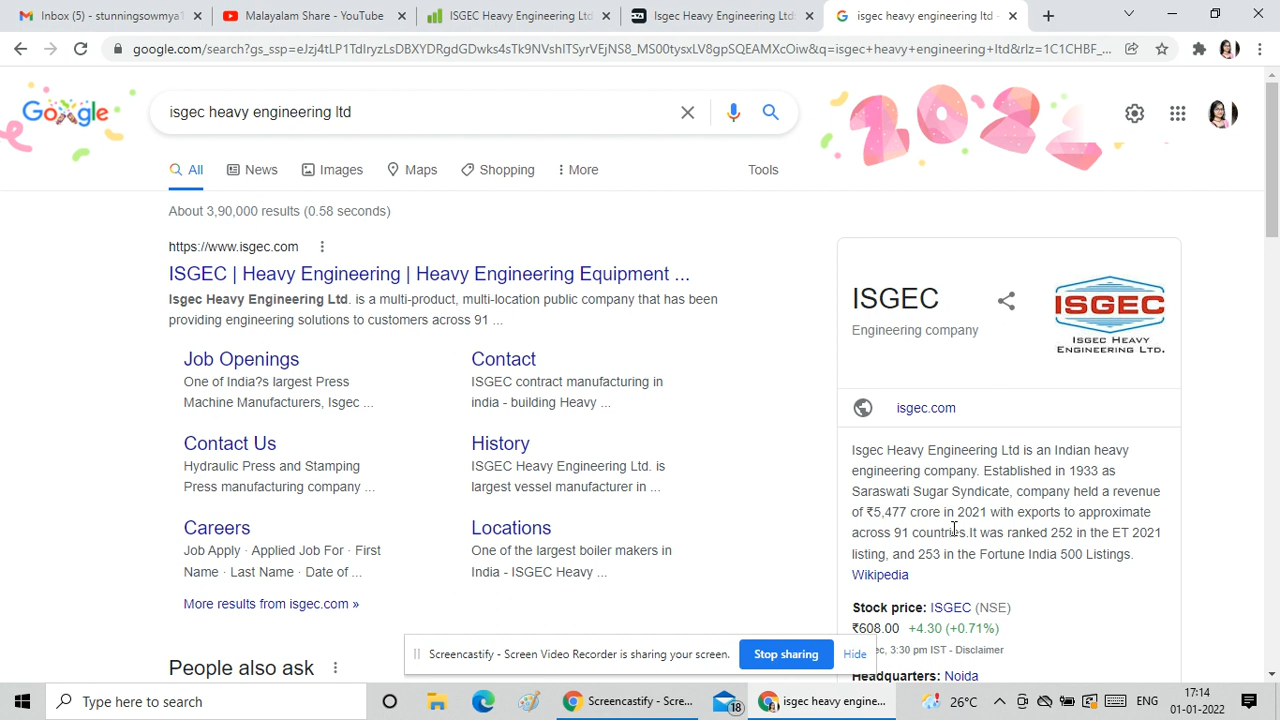 Inbox (5) - stunningsowmyaT
Malayalam Share - YouTube
ISGEC Heavy Engineering Ltd
Isgec Heavy Engineering Ltd.
isgec heavy engineering ltd -
google.com/search?gs_ssp=eJzj4tLP1TdIryzLsDBXYDRgdGDwks4sTk9NVshITSyrVEjNS8_MS00tysxLV8gpSQEAMXcOiw&q=isgec+heavy+engineering+ltd&rlz=1C1CHBF_...
Google
isgec heavy engineering ltd
2022
All
News
Images
Maps
Shopping
More
Tools
About 3,90,000 results (0.58 seconds)
https://www.isgec.com
ISGEC | Heavy Engineering | Heavy Engineering Equipment ...
Isgec Heavy Engineering Ltd. is a multi-product, multi-location public company that has been
providing engineering solutions to customers across 91 ...
Job Openings
One of India?s largest Press
Machine Manufacturers, Isgec ...
Contact
ISGEC contract manufacturing in
india - building Heavy ...
Contact Us
Hydraulic Press and Stamping
Press manufacturing company ...
History
ISGEC Heavy Engineering Ltd. is
largest vessel manufacturer in ...
Careers
Job Apply · Applied Job For · First
Name · Last Name · Date of ...
Locations
One of the largest boiler makers in
India - ISGEC Heavy ...
More results from isgec.com »
People also ask
ISGEC
Engineering company
ISGEC
ISGEC HEAVY
ENGINEERING LTD.
isgec.com
Isgec Heavy Engineering Ltd is an Indian heavy
engineering company. Established in 1933 as
Saraswati Sugar Syndicate, company held a revenue
of ₹5,477 crore in 2021 with exports to approximate
across 91 countries.It was ranked 252 in the ET 2021
listing, and 253 in the Fortune India 500 Listings.
Wikipedia
Stock price: ISGEC (NSE)
₹608.00 +4.30 (+0.71%)
3:30 pm IST - Disclaimer
Headquarters: Noida
Screencastify - Screen Video Recorder is sharing your screen.
Stop sharing
Hide
Type here to search
Screencastify - Scre...
18
isgec heavy engine...
26°C
ENG
17:14
01-01-2022